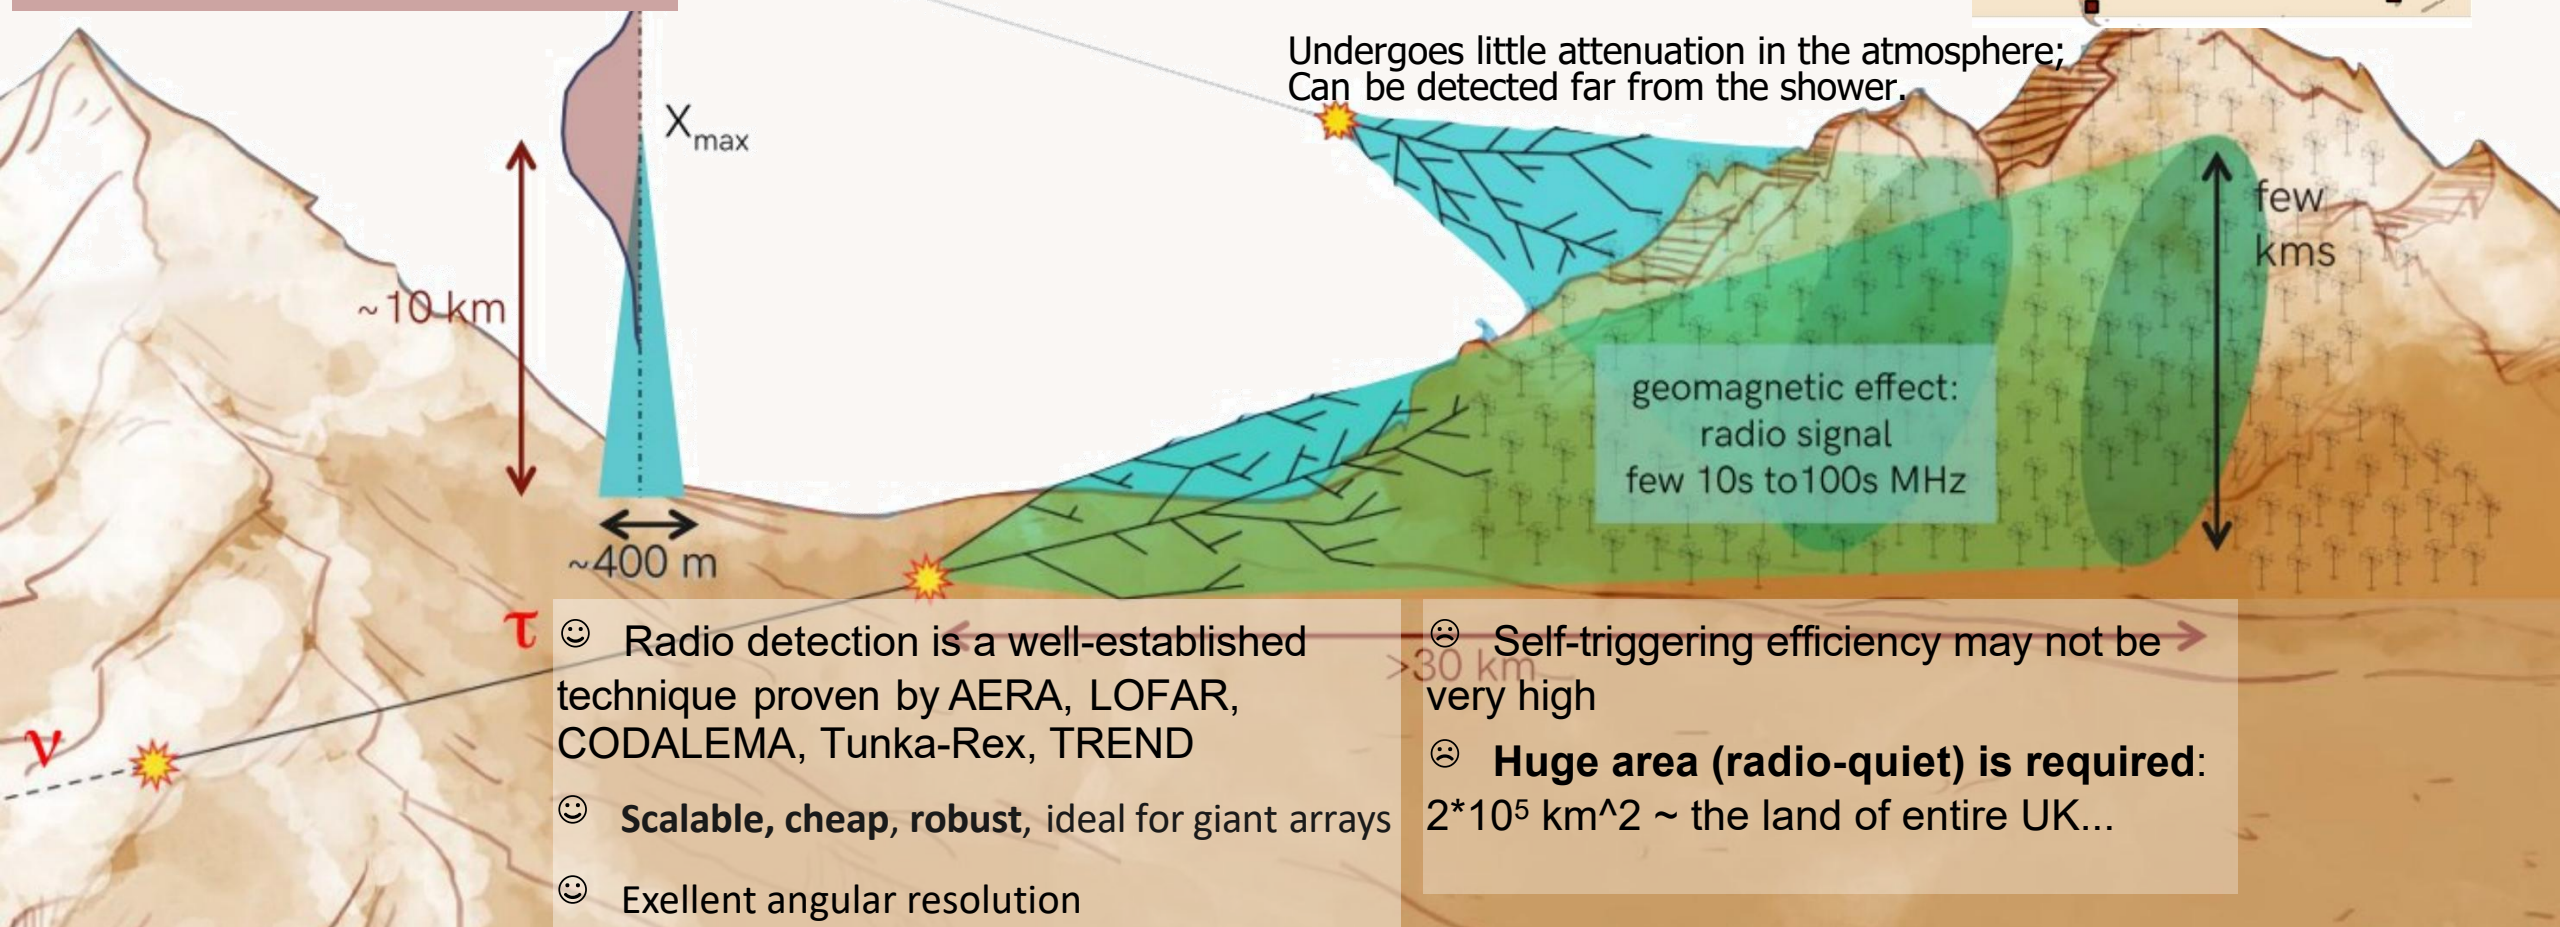 Undergoes little attenuation in the atmosphere;
Can be detected far from the shower.
Xmax
few
kms
~10 km
geomagnetic effect:
radio signal
few 10s to100s MHz
~400 m
τ
ν
>30 km
☺ Radio detection is a well-established
technique proven by AERA, LOFAR,
CODALEMA, Tunka-Rex, TREND
☺ Scalable, cheap, robust, ideal for giant arrays
☺ Exellent angular resolution
☹ Self-triggering efficiency may not be
very high
☹ Huge area (radio-quiet) is required:
2*10⁵ km^2 ~ the land of entire UK...